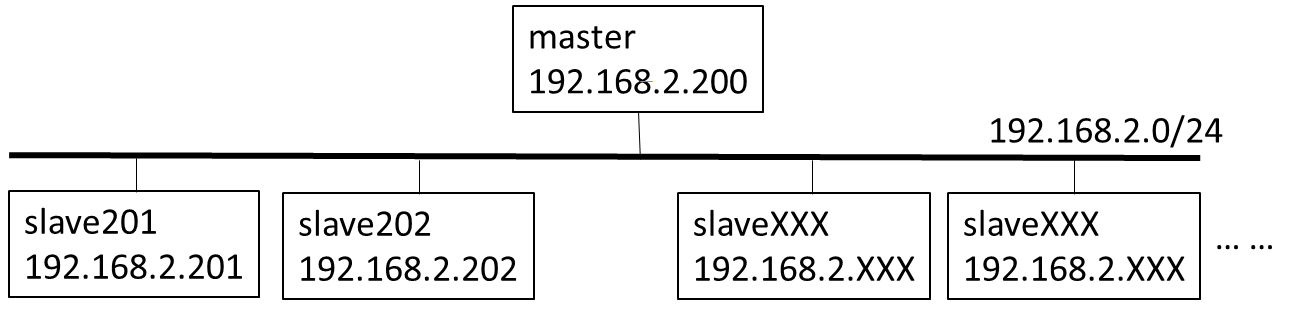 master
192.168.2.200
192.168.2.0/24
slave201
192.168.2.201
slave202
192.168.2.202
slaveXXX
192.168.2.XXX
slaveXXX
192.168.2.XXX
... ...